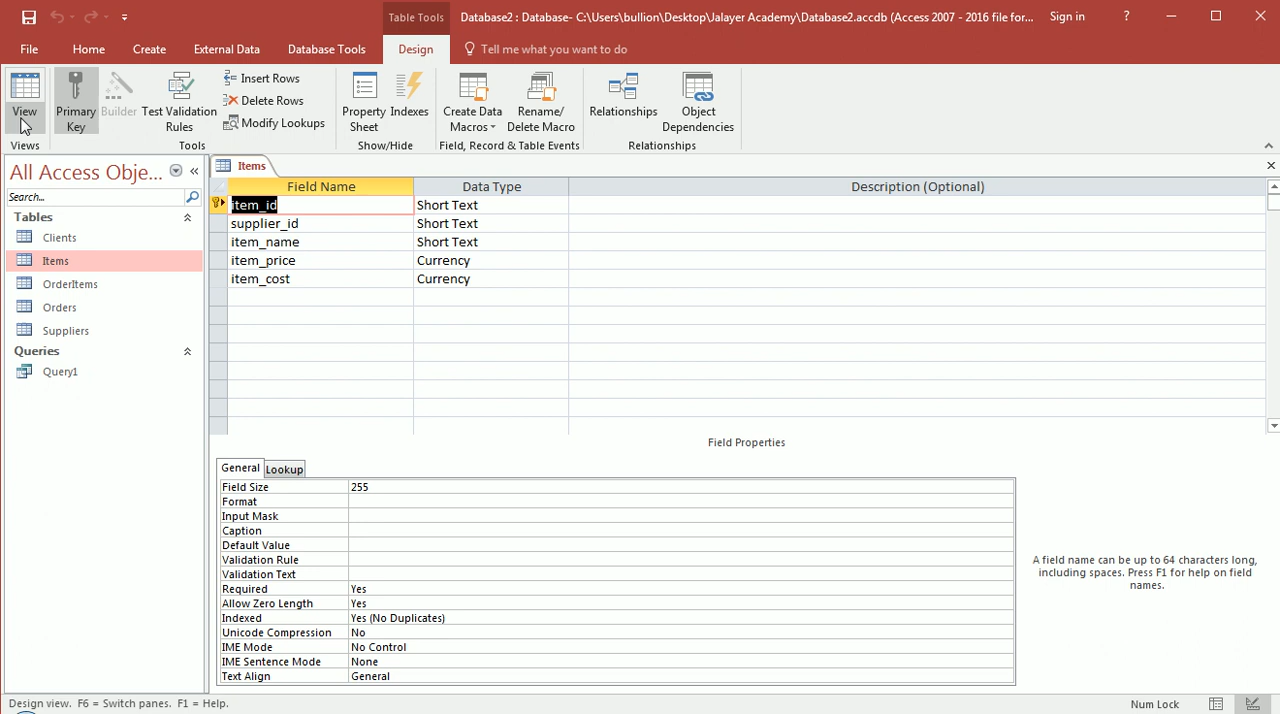 Table Tools
Database2 : Database- C:\Users\bullion\Desktop\Jalayer Academy\Database2.accdb (Access 2007 - 2016 file for...
Sign in
?
File
Home
Create
External Data
Database Tools
Design
Tell me what you want to do
View
Views
Primary
Key
Builder
Test Validation
Rules
Insert Rows
Delete Rows
Modify Lookups
Tools
Property
Sheet
Indexes
Show/Hide
Create Data
Macros
Rename/
Delete Macro
Field, Record & Table Events
Relationships
Object
Dependencies
Relationships
All Access Obje...
Search...
Tables
Clients
Items
OrderItems
Orders
Suppliers
Queries
Query1
Items
Field Name Data Type Description (Optional)
item_id Short Text
supplier_id Short Text
item_name Short Text
item_price Currency
item_cost Currency
Field Properties
General Lookup
Field Size 255
Format
Input Mask
Caption
Default Value
Validation Rule
Validation Text
Required Yes
Allow Zero Length Yes
Indexed Yes (No Duplicates)
Unicode Compression No
IME Mode No Control
IME Sentence Mode None
Text Align General
A field name can be up to 64 characters long,
including spaces. Press F1 for help on field
names.
Design view. F6 = Switch panes. F1 = Help.
Num Lock